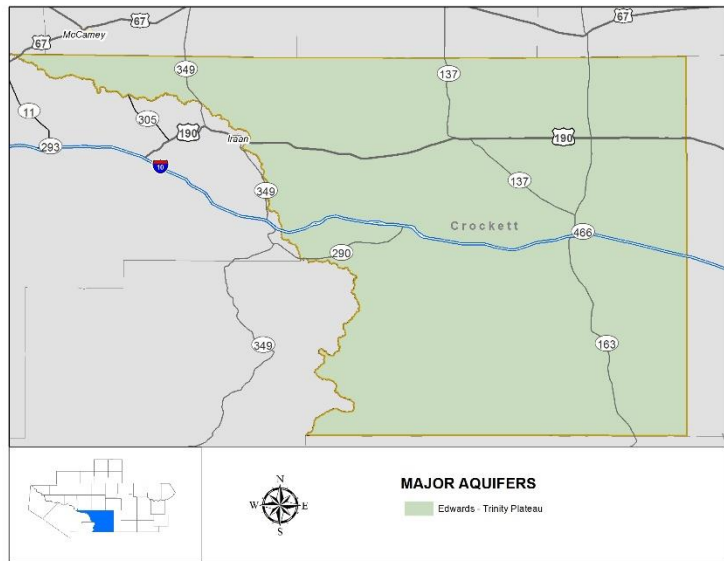 67
67
McCamey
67
349
137
11
305
190
293
Iraan
190
10
349
137
Crockett
466
290
349
163
N
W E
S
MAJOR AQUIFERS
Edwards - Trinity Plateau